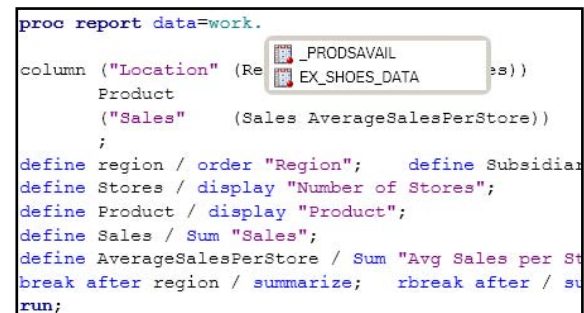 proc report data=work.
_PRODSAVAIL
column ("Location" (Re es))
EX_SHOES_DATA
Product
("Sales" (Sales AverageSalesPerStore))
;
define region / order "Region"; define Subsidiar
define Stores / display "Number of Stores";
define Product / display "Product";
define Sales / Sum "Sales";
define AverageSalesPerStore / Sum "Avg Sales per St
break after region / summarize; rbreak after / su
run;